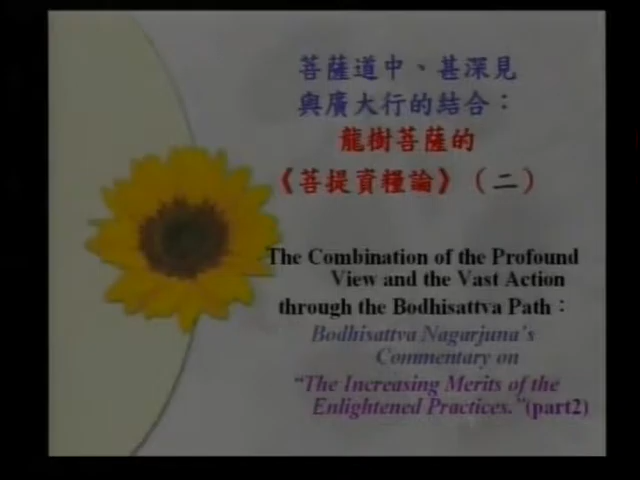 菩薩道中、甚深見
與廣大行的結合：
龍樹菩薩的
《菩提資糧論》（二）
The Combination of the Profound
View and the Vast Action
through the Bodhisattva Path：
Bodhisattva Nagarjuna's
Commentary on
“The Increasing Merits of the
Enlightened Practices.”(part2)